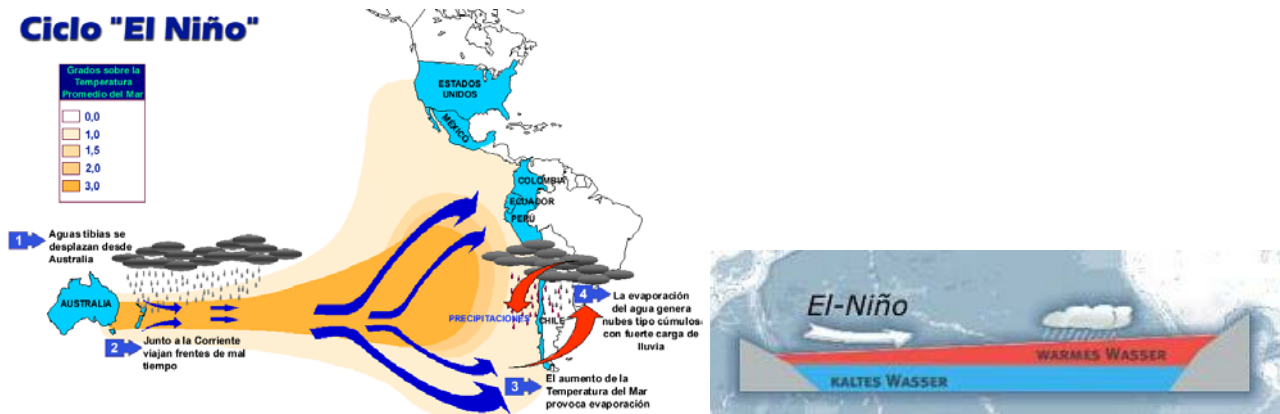 Ciclo "El Niño"
Grados sobre la
Temperatura
Promedio del Mar
0,0
1,0
1,5
2,0
3,0
ESTADOS
UNIDOS
MÉXICO
COLOMBIA
ECUADOR
PERÚ
1
Aguas tibias se
desplazan desde
Australia
AUSTRALIA
2
Junto a la Corriente
viajan frentes de mal
tiempo
PRECIPITACIONES
CHILE
4
La evaporación
del agua genera
nubes tipo cúmulos
con fuerte carga de
lluvia
3
El aumento de la
Temperatura del Mar
provoca evaporación
El-Niño
WARMES WASSER
KALTES WASSER